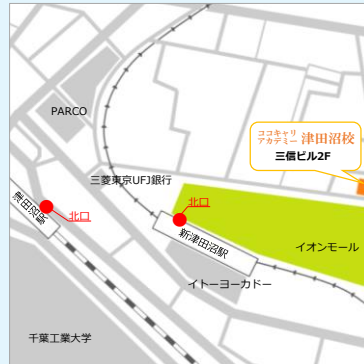 PARCO
ココキャリ
アカデミー 津田沼校
三信ビル2F
三菱東京UFJ銀行
津田沼駅
北口
北口
新津田沼駅
イオンモール
イトーヨーカドー
千葉工業大学